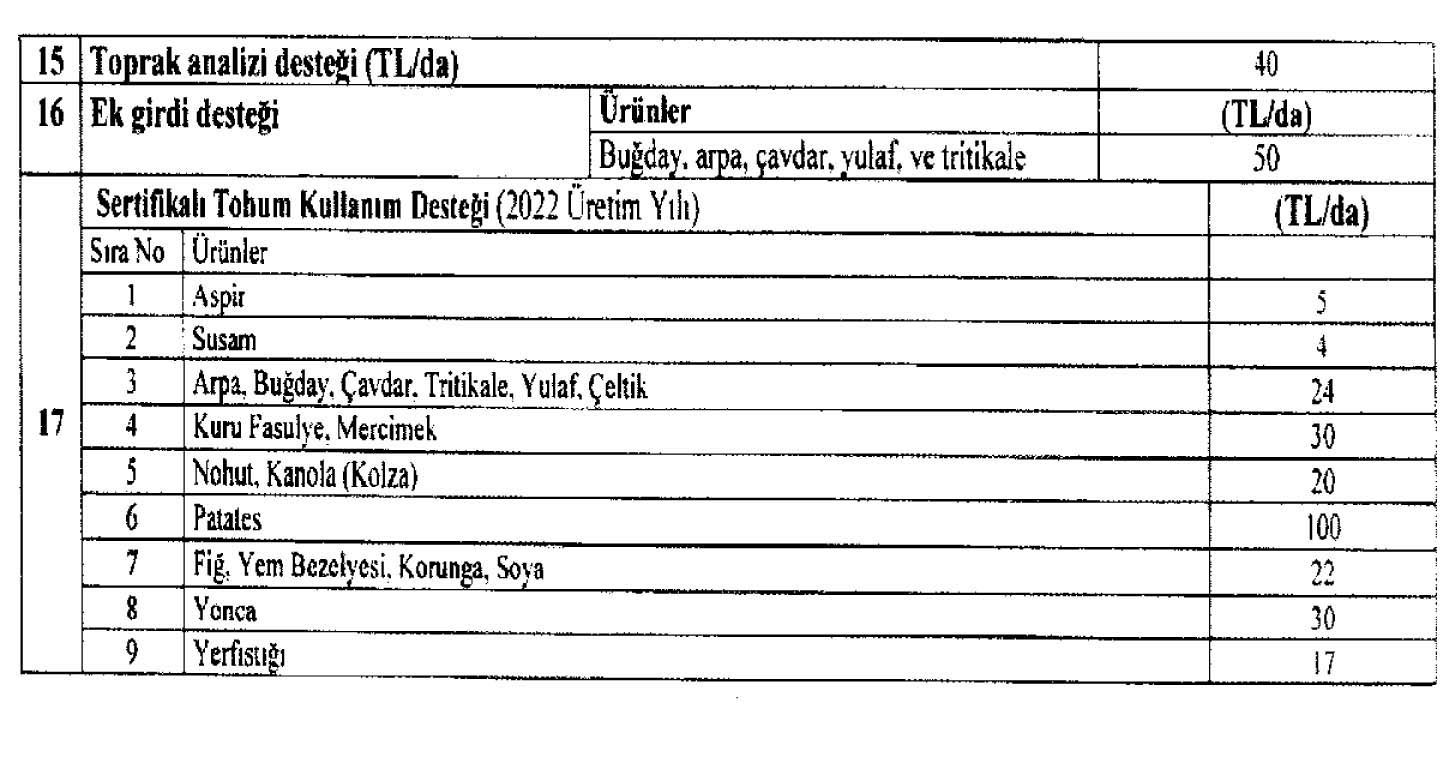 15 Toprak analizi desteği (TL/da) 40
16 Ek girdi desteği Ürünler (TL/da)
Buğday, arpa, çavdar, yulaf, ve tritikale 50
Sertifikalı Tohum Kullanım Desteği (2022 Üretim Yılı) (TL/da)
Sıra No Ürünler
1 Aspir 5
2 Susam 4
3 Arpa, Buğday, Çavdar, Tritikale, Yulaf, Çeltik 24
17 4 Kuru Fasulye, Mercimek 30
5 Nohut, Kanola (Kolza) 20
6 Patates 100
7 Fiğ, Yem Bezelyesi, Korunga, Soya 22
8 Yonca 30
9 Yerfıstığı 17